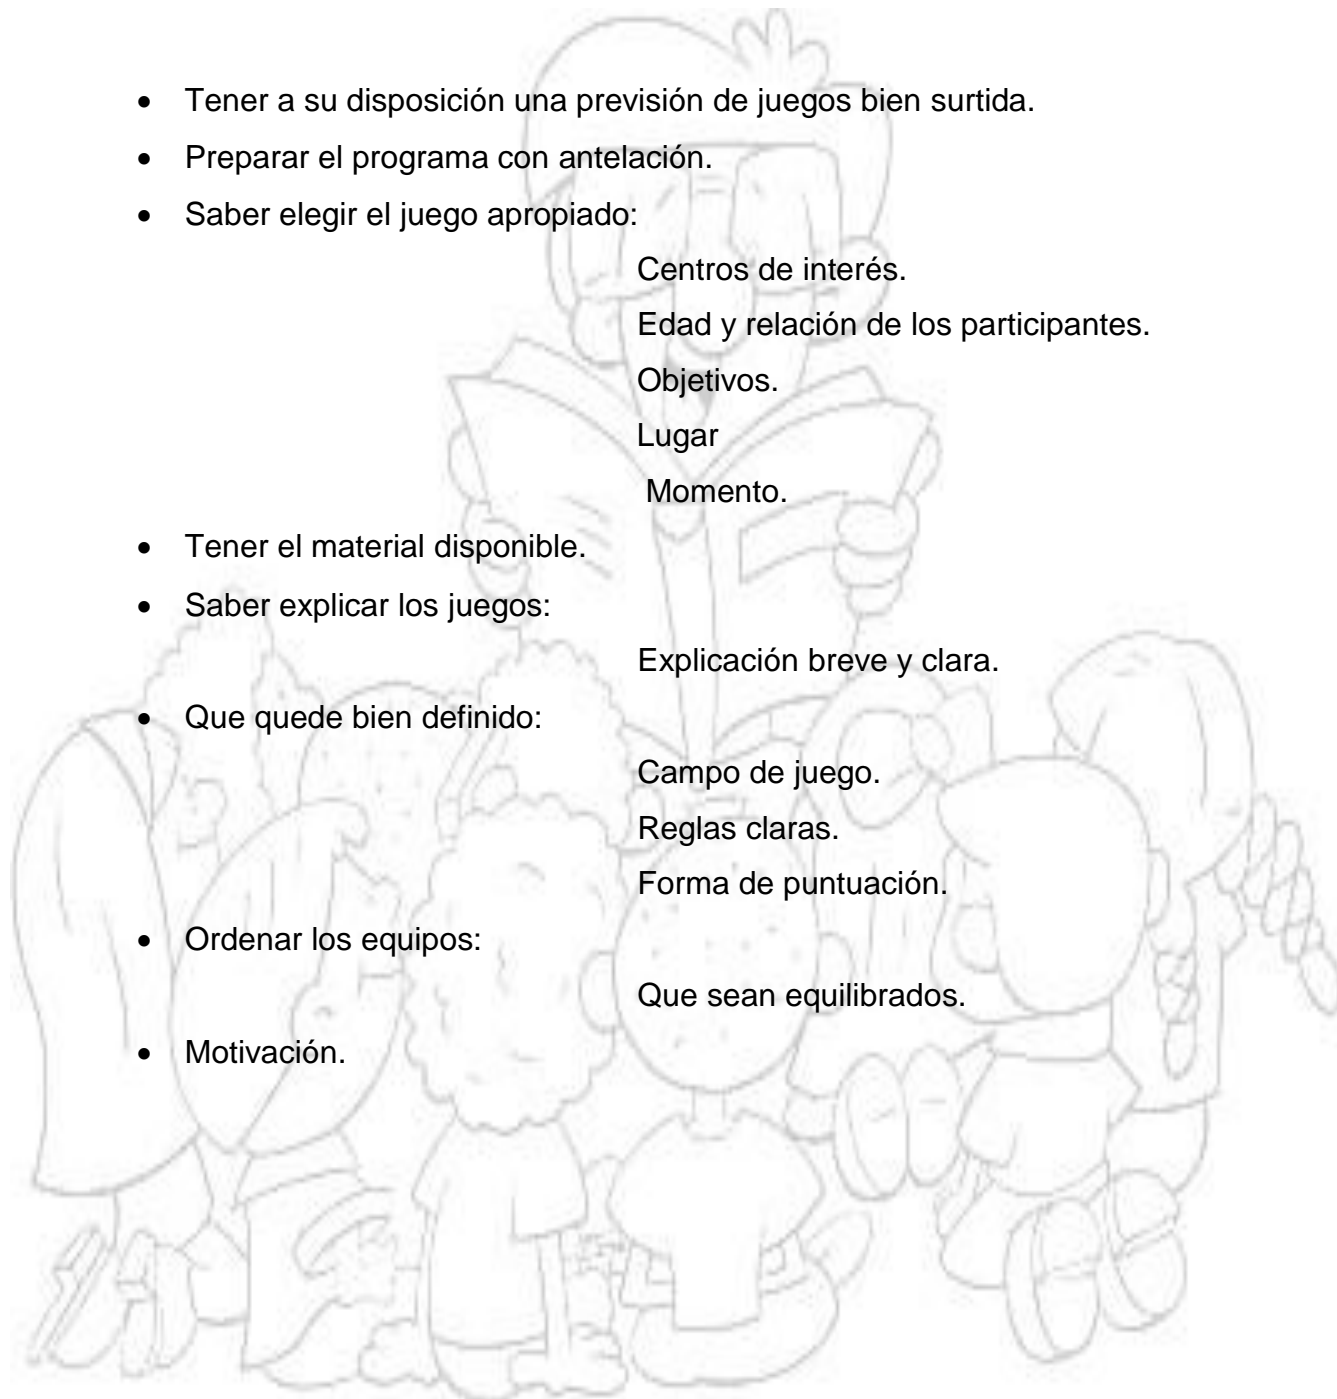 • Tener a su disposición una previsión de juegos bien surtida.
• Preparar el programa con antelación.
• Saber elegir el juego apropiado:
Centros de interés.
Edad y relación de los participantes.
Objetivos.
Lugar
Momento.
• Tener el material disponible.
• Saber explicar los juegos:
Explicación breve y clara.
• Que quede bien definido:
Campo de juego.
Reglas claras.
Forma de puntuación.
• Ordenar los equipos:
Que sean equilibrados.
• Motivación.